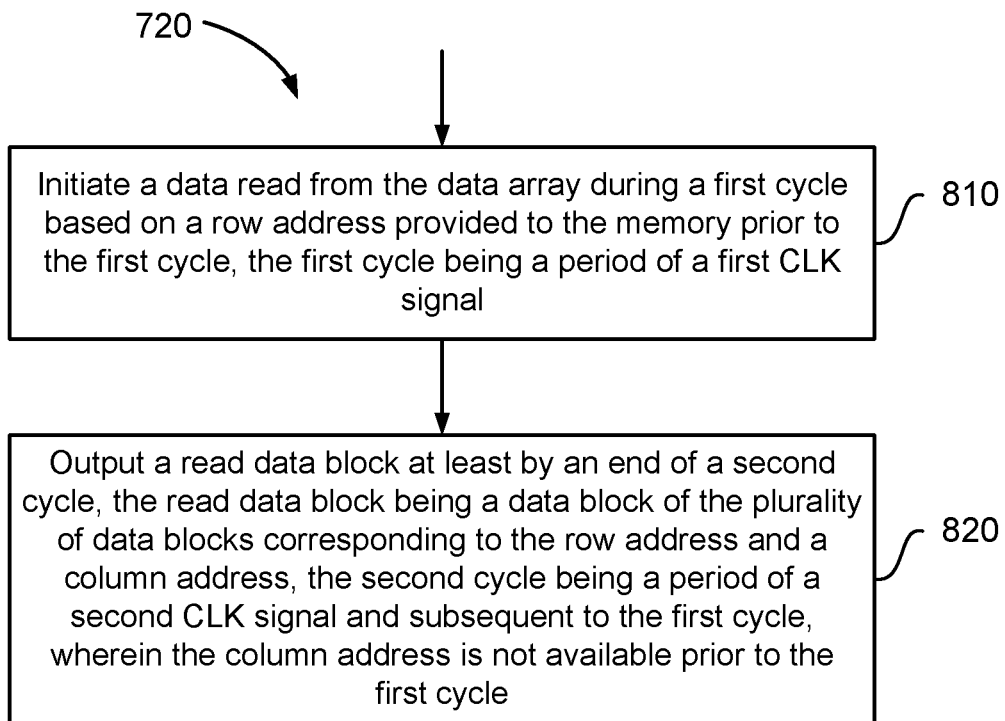 720
Initiate a data read from the data array during a first cycle
based on a row address provided to the memory prior to
the first cycle, the first cycle being a period of a first CLK
signal
810
Output a read data block at least by an end of a second
cycle, the read data block being a data block of the plurality
of data blocks corresponding to the row address and a
column address, the second cycle being a period of a
second CLK signal and subsequent to the first cycle,
wherein the column address is not available prior to the
first cycle
820